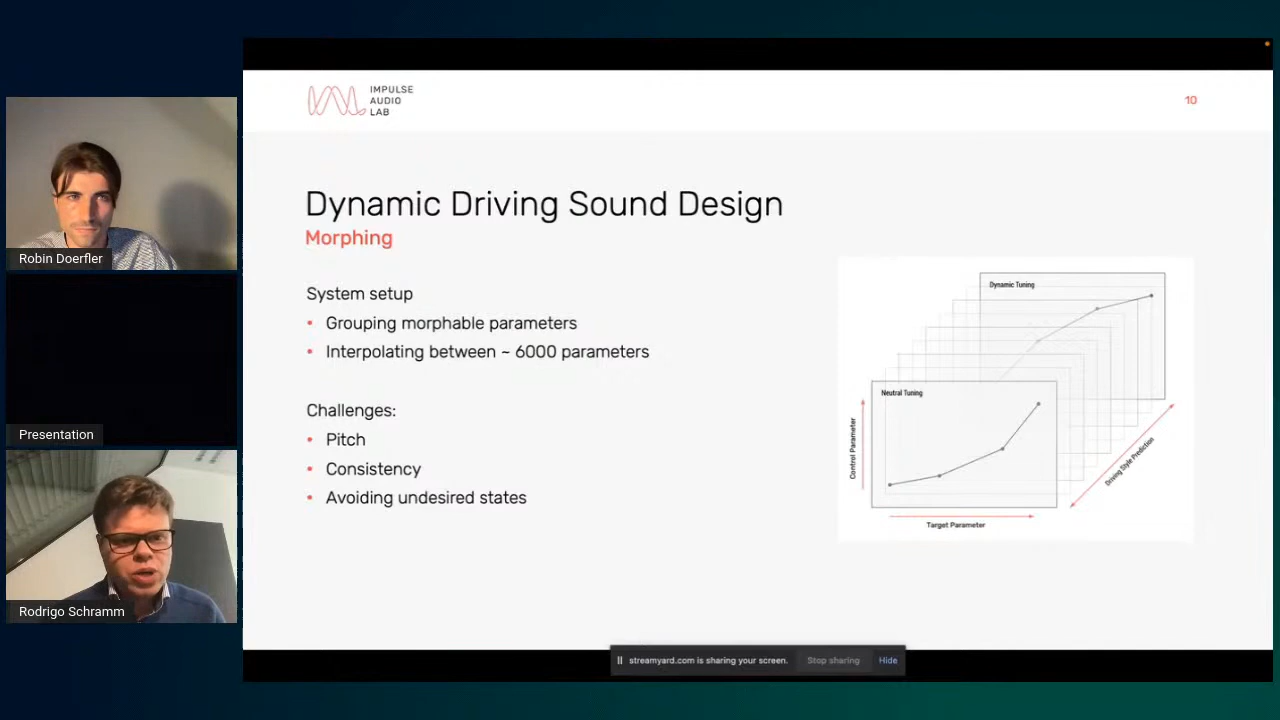 IMPULSE
AUDIO
LAB
10
Dynamic Driving Sound Design
Morphing
System setup
• Grouping morphable parameters
• Interpolating between ~ 6000 parameters
Challenges:
• Pitch
• Consistency
• Avoiding undesired states
Dynamic Tuning
Neutral Tuning
Control Parameter
Target Parameter
Driving Style Prediction
Robin Doerfler
Presentation
Rodrigo Schramm
streamyard.com is sharing your screen.
Stop sharing
Hide